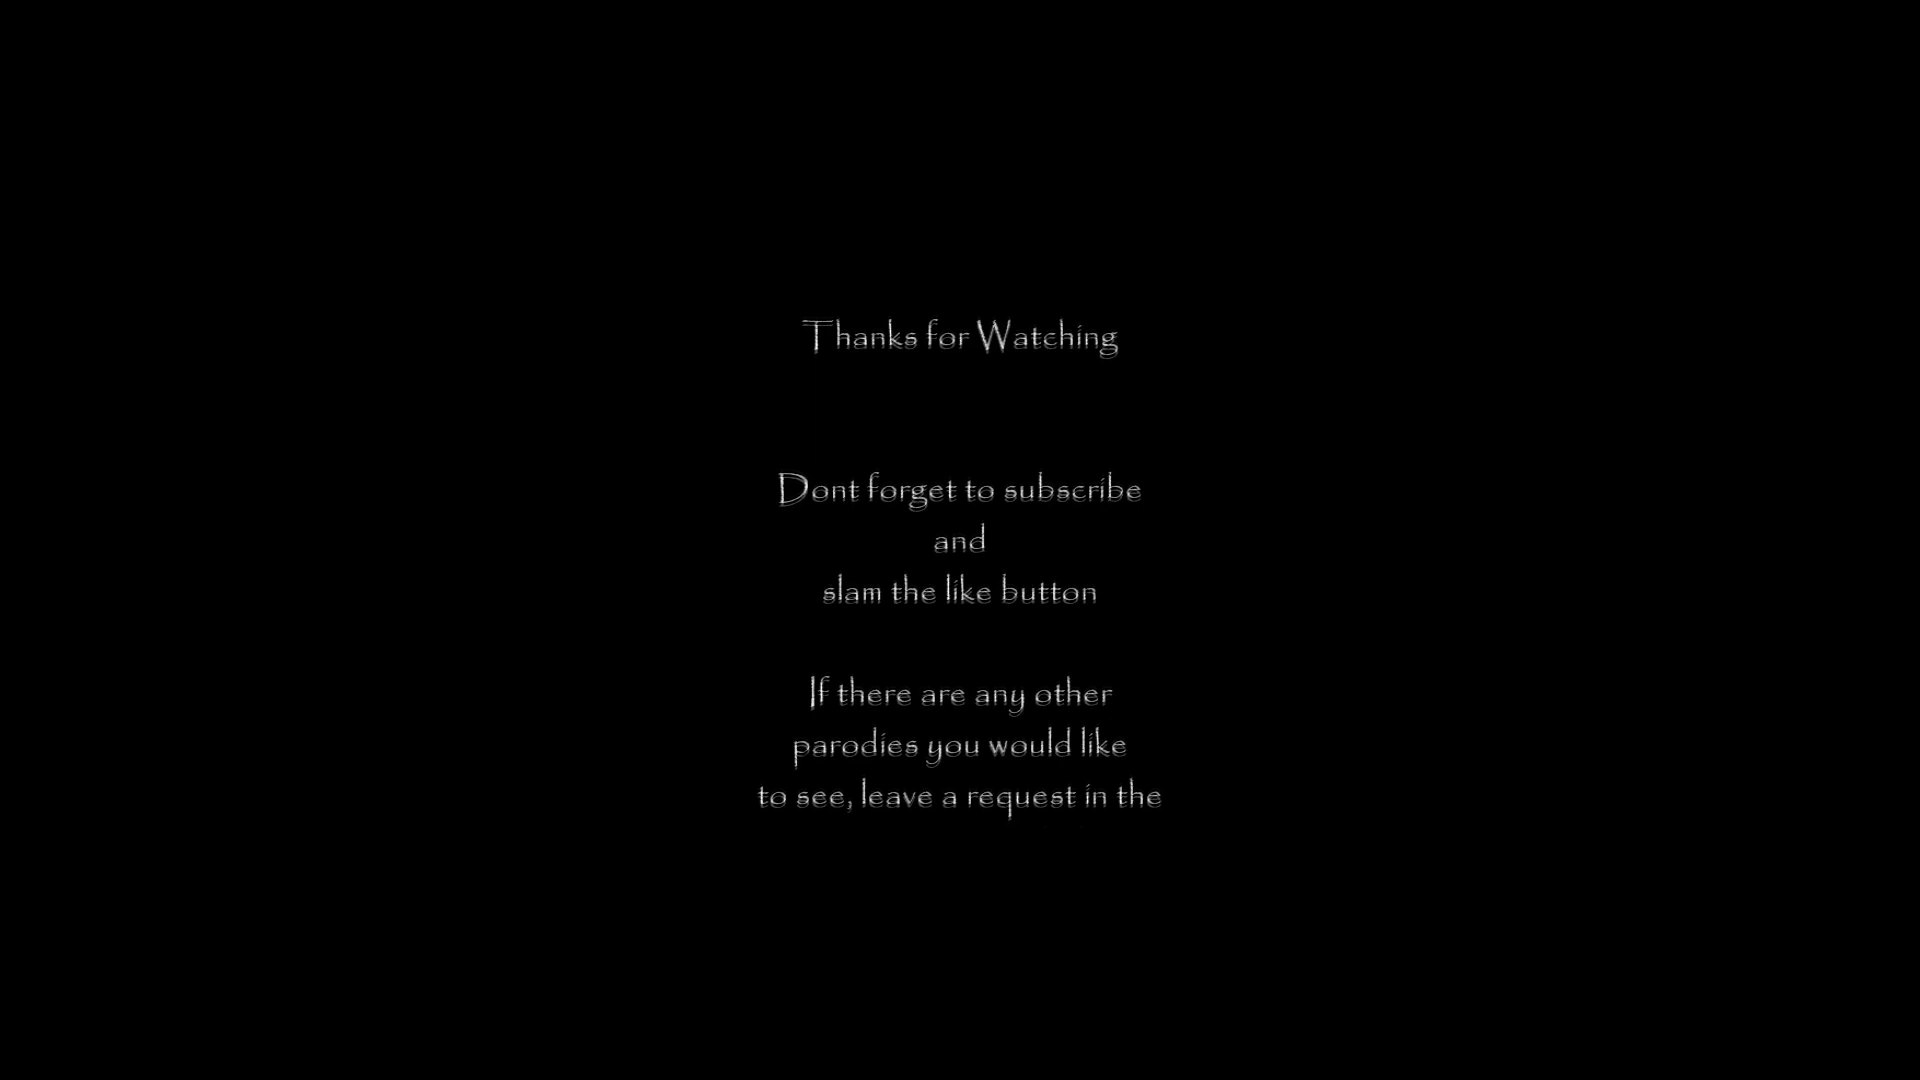 Thanks for Watching
Dont forget to subscribe
and
slam the like button
If there are any other
parodies you would like
to see, leave a request in the